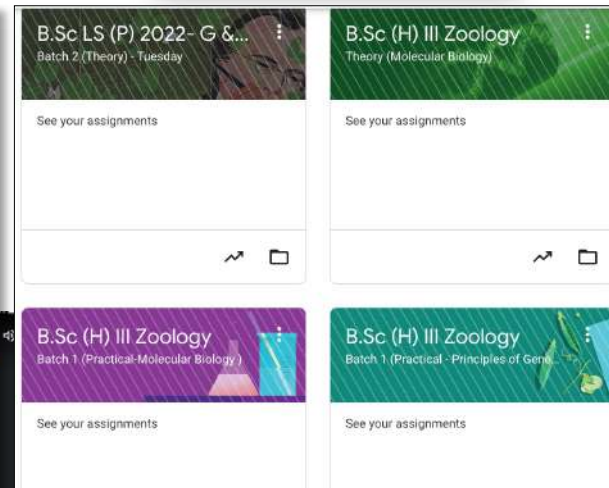 B.Sc LS (P) 2022- G &...
Batch 2 (Theory) - Tuesday
See your assignments
B.Sc (H) III Zoology
Theory (Molecular Biology)
See your assignments
B.Sc (H) III Zoology
Batch 1 (Practical-Molecular Biology )
See your assignments
B.Sc (H) III Zoology
Batch 1 (Practical - Principles of Gene...
See your assignments